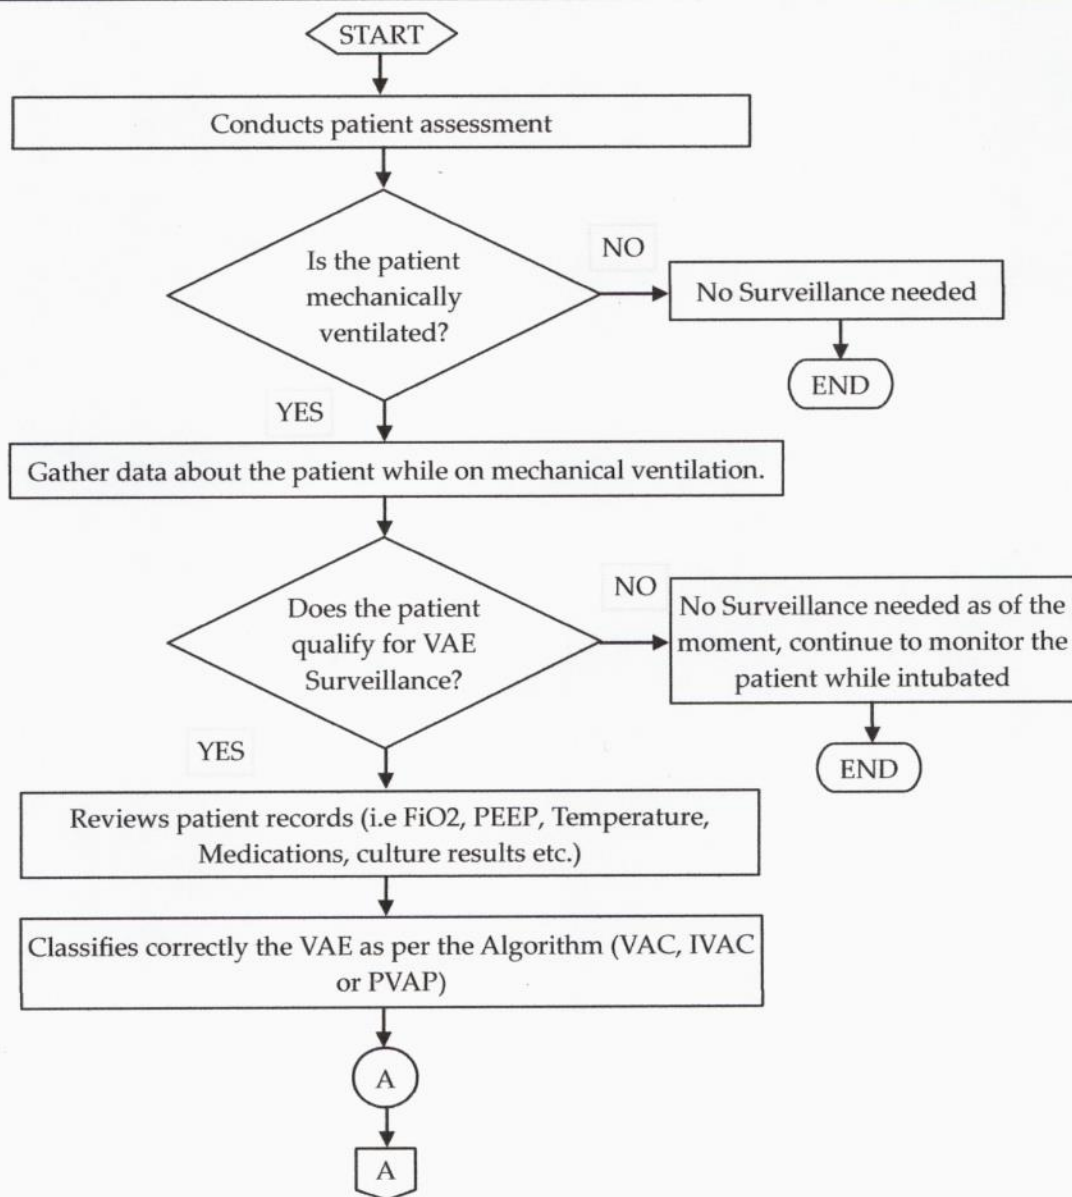 START
Conducts patient assessment
Is the patient
mechanically
ventilated?
NO
No Surveillance needed
END
YES
Gather data about the patient while on mechanical ventilation.
Does the patient
qualify for VAE
Surveillance?
NO
No Surveillance needed as of the
moment, continue to monitor the
patient while intubated
END
YES
Reviews patient records (i.e FiO2, PEEP, Temperature,
Medications, culture results etc.)
Classifies correctly the VAE as per the Algorithm (VAC, IVAC
or PVAP)
A
A